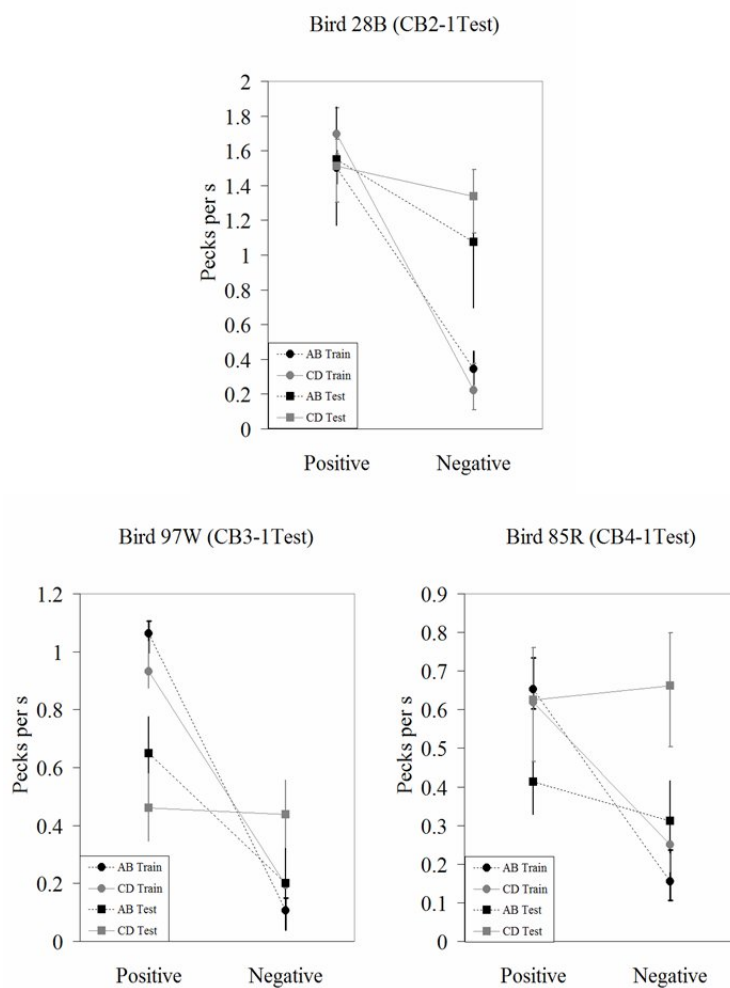 Bird 28B (CB2-1Test)
2
1.8
1.6
1.4
1.2
1
0.8
0.6
0.4
0.2
0
Pecks per s
AB Train
CD Train
AB Test
CD Test
Positive Negative
Bird 97W (CB3-1Test)
1.2
1
0.8
0.6
0.4
0.2
0
Pecks per s
AB Train
CD Train
AB Test
CD Test
Positive Negative
Bird 85R (CB4-1Test)
0.9
0.8
0.7
0.6
0.5
0.4
0.3
0.2
0.1
0
Pecks per s
AB Train
CD Train
AB Test
CD Test
Positive Negative